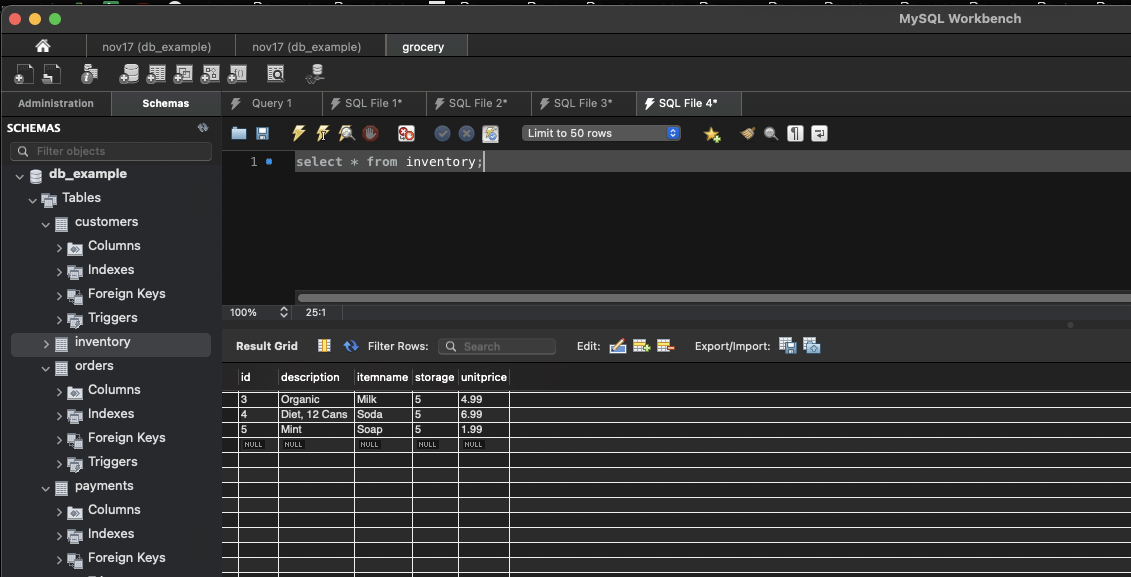 MySQL Workbench
nov17 (db_example) nov17 (db_example) grocery
Administration Schemas Query 1 SQL File 1* SQL File 2* SQL File 3* SQL File 4*
SCHEMAS
Limit to 50 rows
Filter objects
1 select * from inventory;
db_example
Tables
customers
Columns
Indexes
Foreign Keys
Triggers
inventory
orders
Columns
Indexes
Foreign Keys
Triggers
payments
Columns
Indexes
Foreign Keys
100% 25:1
Result Grid Filter Rows: Search Edit: Export/Import:
id description itemname storage unitprice
3 Organic Milk 5 4.99
4 Diet, 12 Cans Soda 5 6.99
5 Mint Soap 5 1.99
NULL NULL NULL NULL NULL